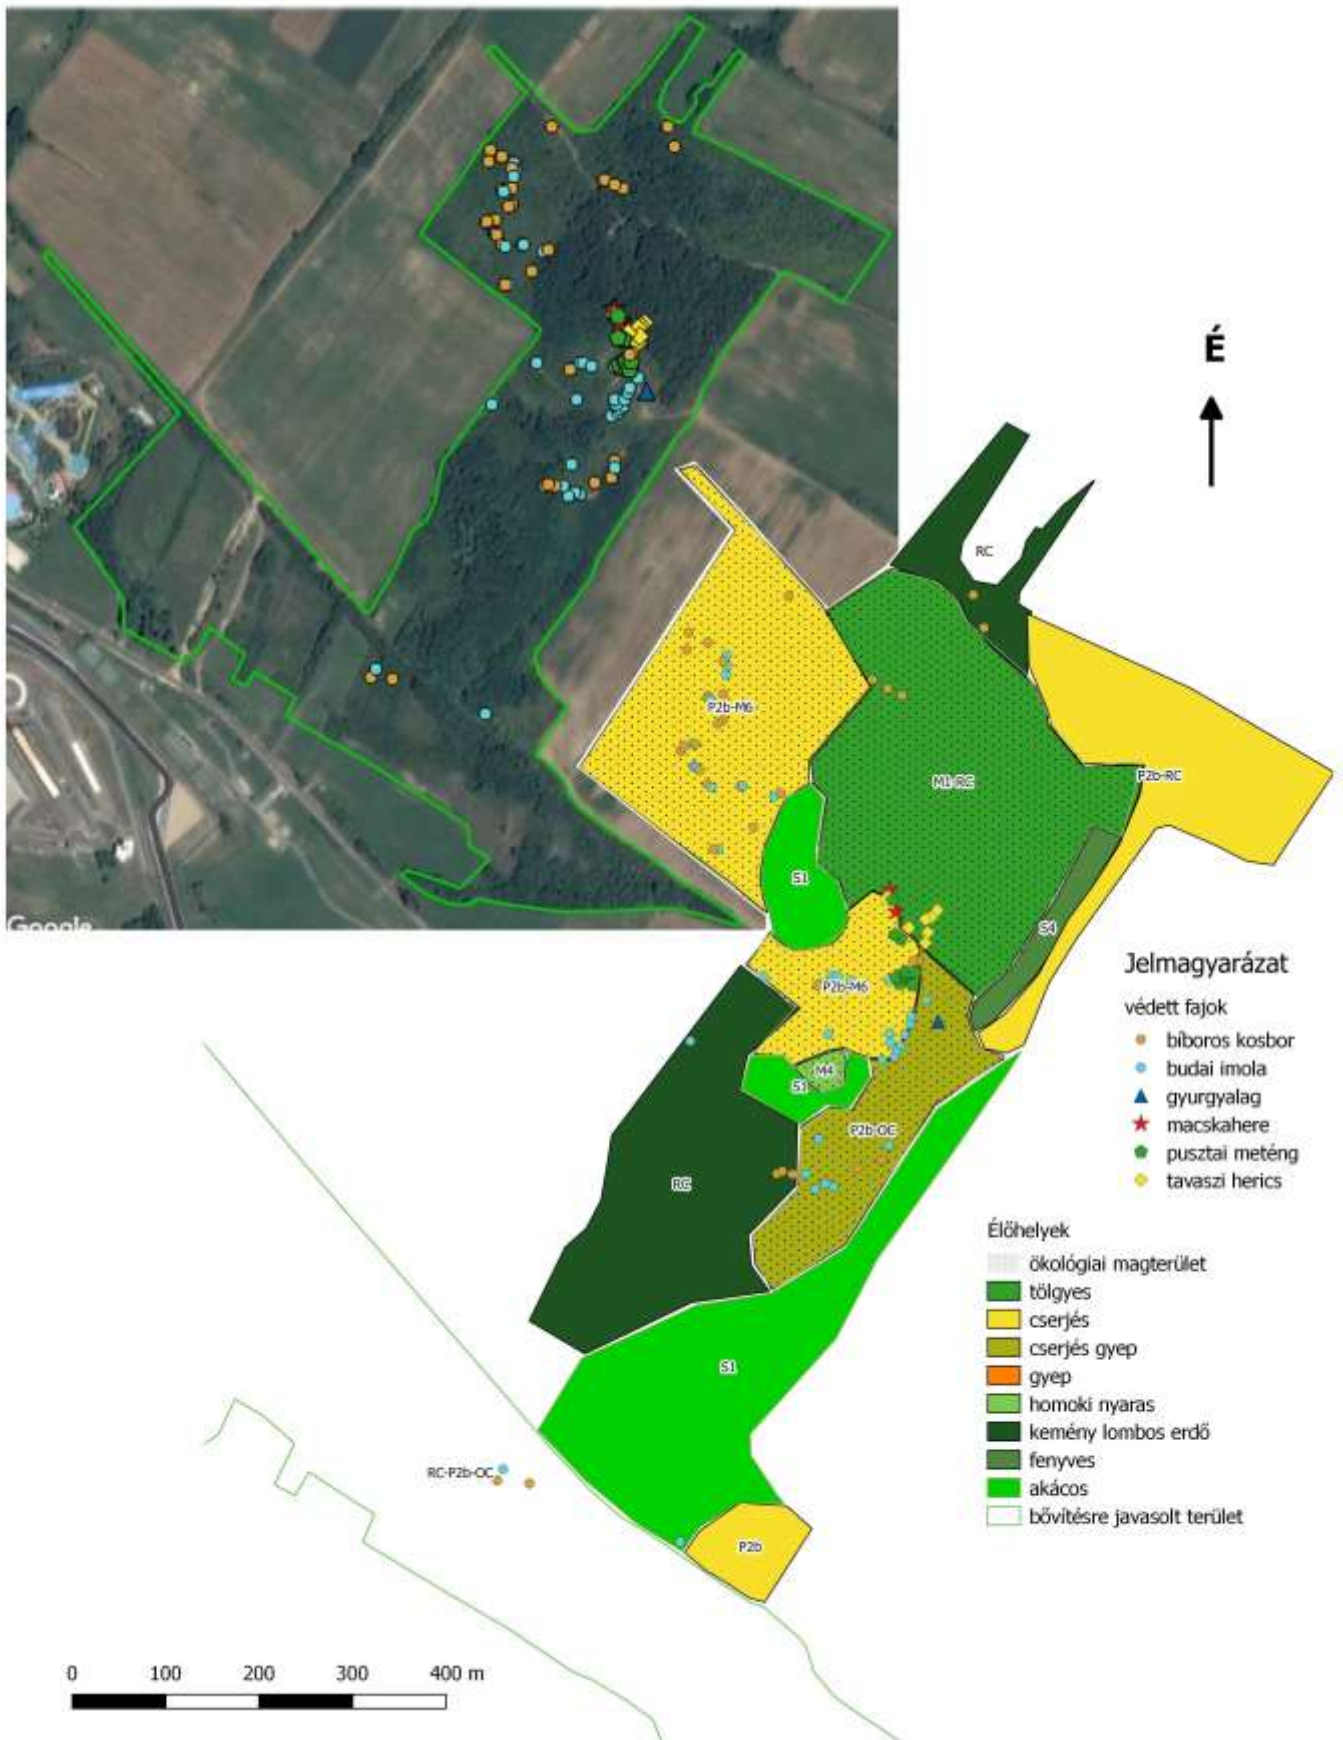 Google
É
RC
P2b-M6
M1-RC
P2b-RC
S1
S4
P2b-M6
M4
S1
P2b-OC
RC
S1
RC-P2b-OC
P2b
Jelmagyarázat
védett fajok
bíboros kosbor
budai imola
gyurgyalag
macskahere
pusztai meténg
tavaszi herics
Élőhelyek
ökológiai magterület
tölgyes
cserjés
cserjés gyep
gyep
homoki nyaras
kemény lombos erdő
fenyves
akácos
bővítésre javasolt terület
0 100 200 300 400 m